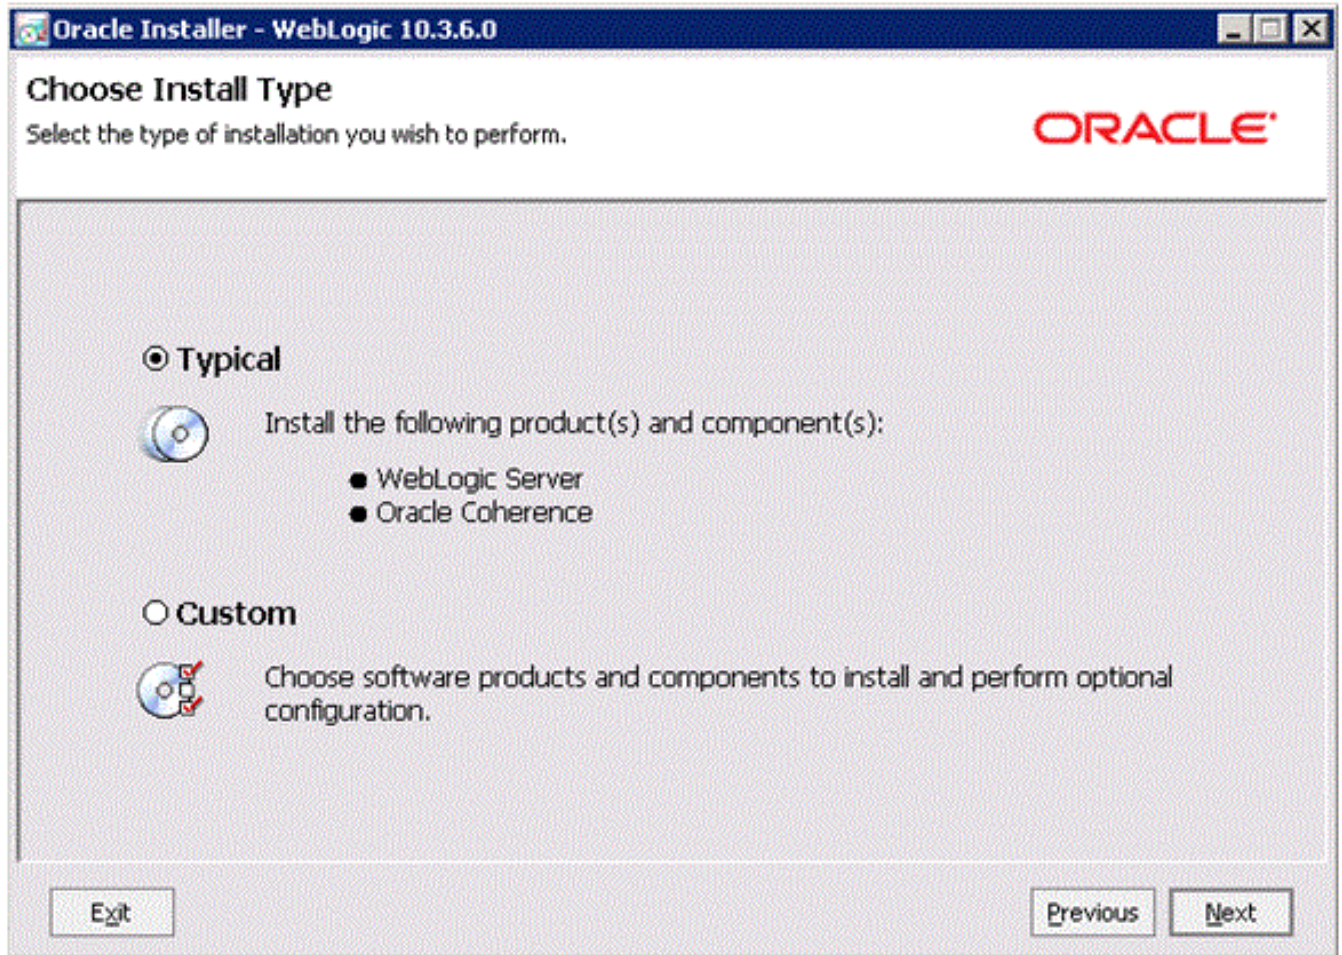 Oracle Installer - WebLogic 10.3.6.0
Choose Install Type
Select the type of installation you wish to perform.
ORACLE
Typical
Install the following product(s) and component(s):
● WebLogic Server
● Oracle Coherence
Custom
Choose software products and components to install and perform optional
configuration.
Exit
Previous
Next